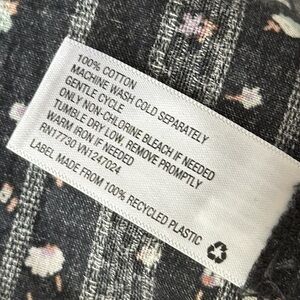 100% COTTON
MACHINE WASH COLD SEPARATELY
GENTLE CYCLE
ONLY NON-CHLORINE BLEACH IF NEEDED
TUMBLE DRY LOW, REMOVE PROMPTLY
WARM IRON IF NEEDED
RN17730 VN1247024
LABEL MADE FROM 100% RECYCLED PLASTIC